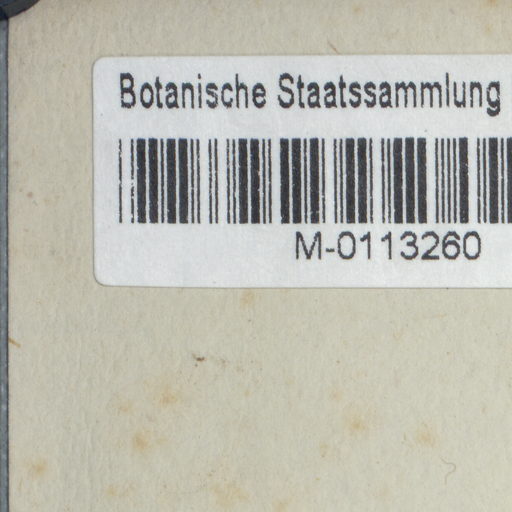 Botanische Staatssammlung
M-0113260